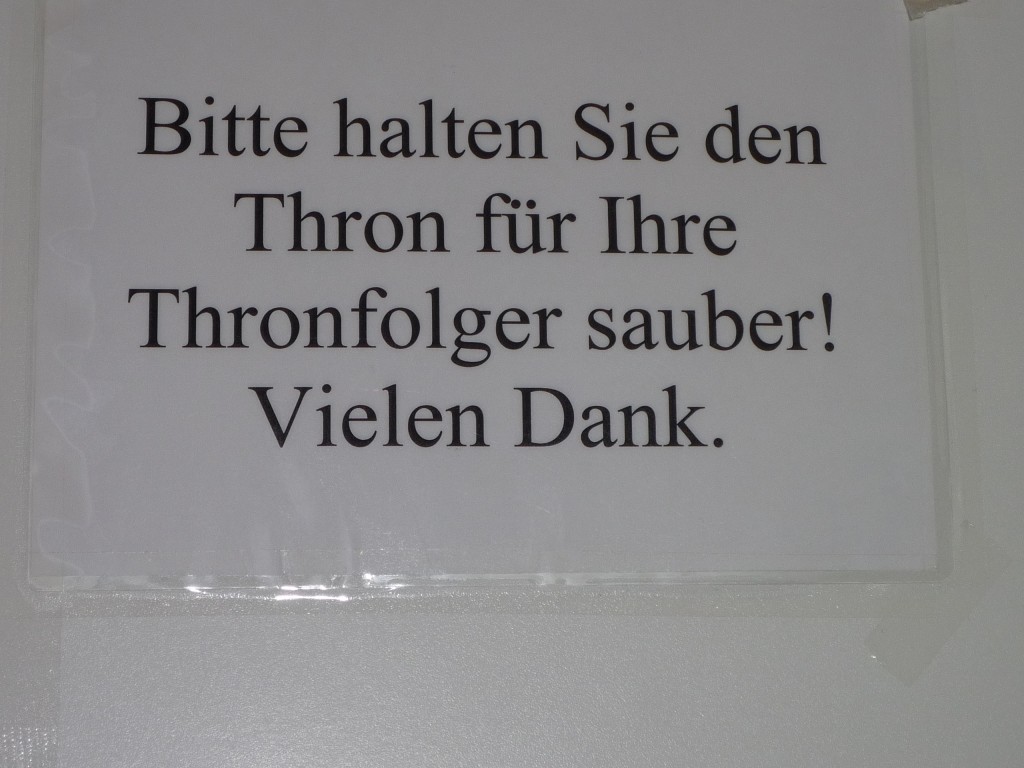 Bitte halten Sie den
Thron für Ihre
Thronfolger sauber!
Vielen Dank.